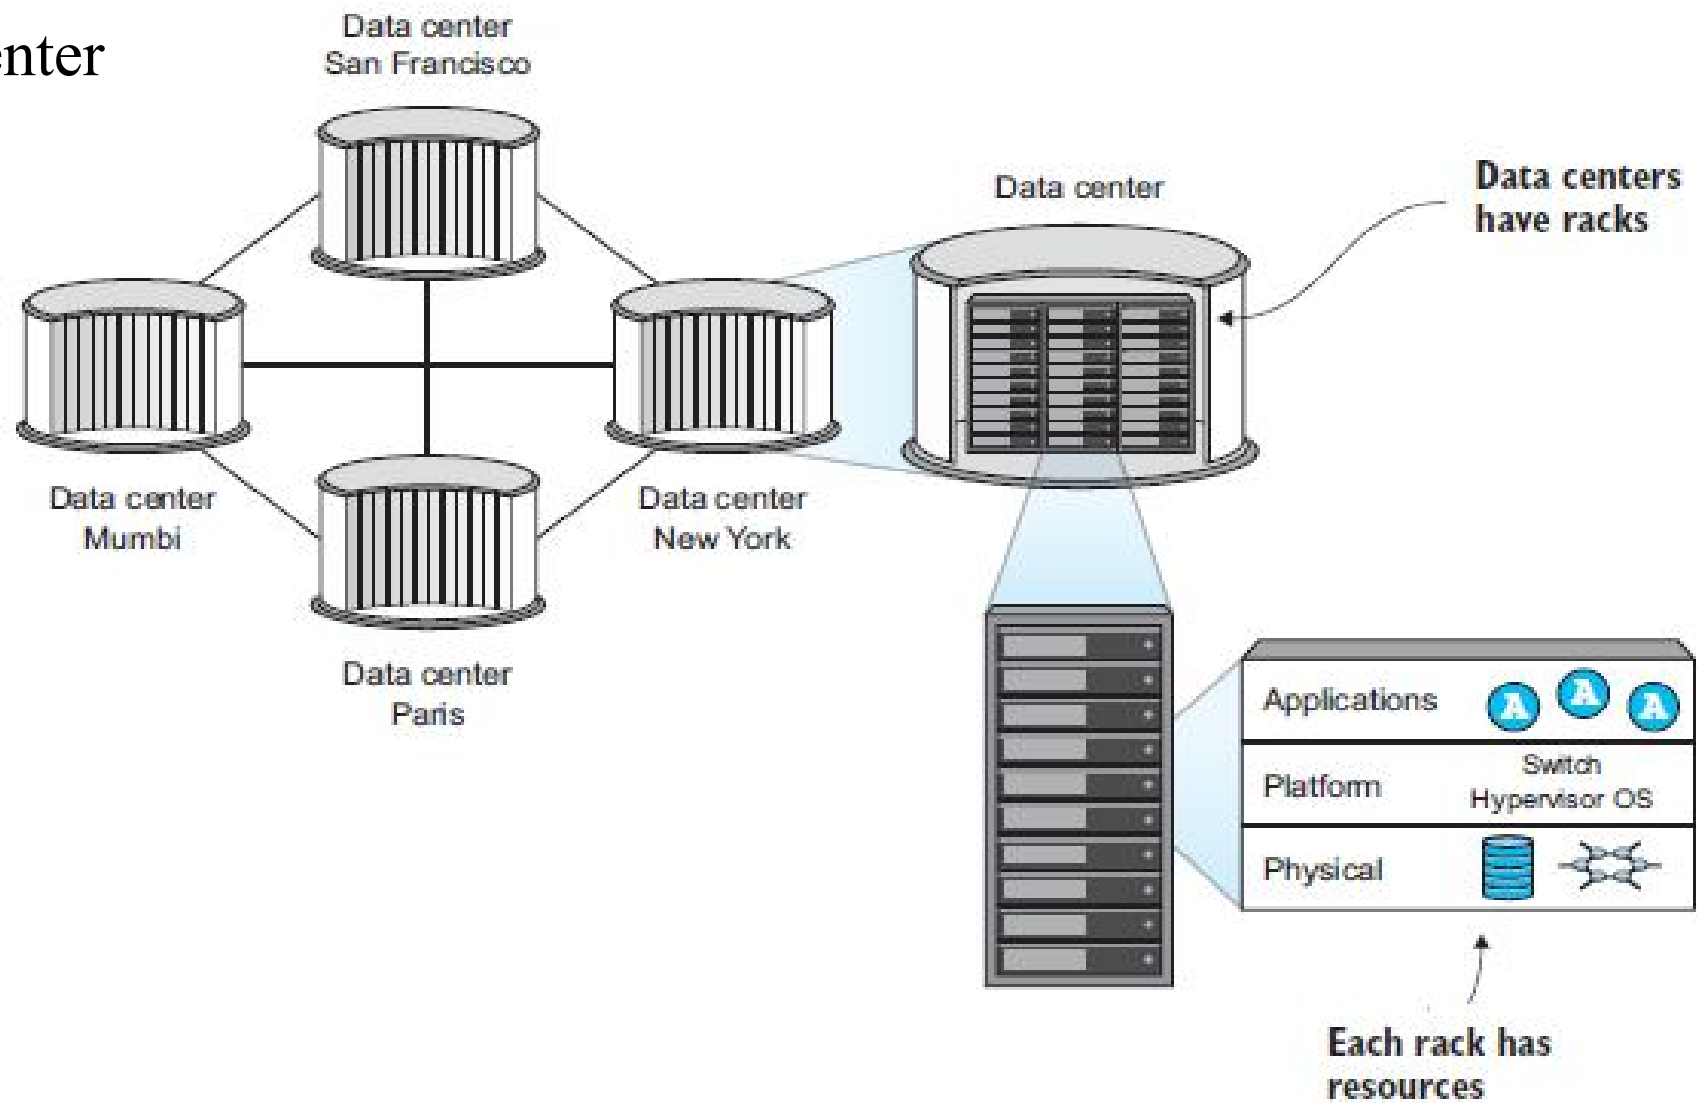 enter
Data center
San Francisco
Data center
Mumbi
Data center
New York
Data center
Paris
Data center
Data centers
have racks
Applications
A
A
A
Platform
Switch
Hypervisor OS
Physical
Each rack has
resources